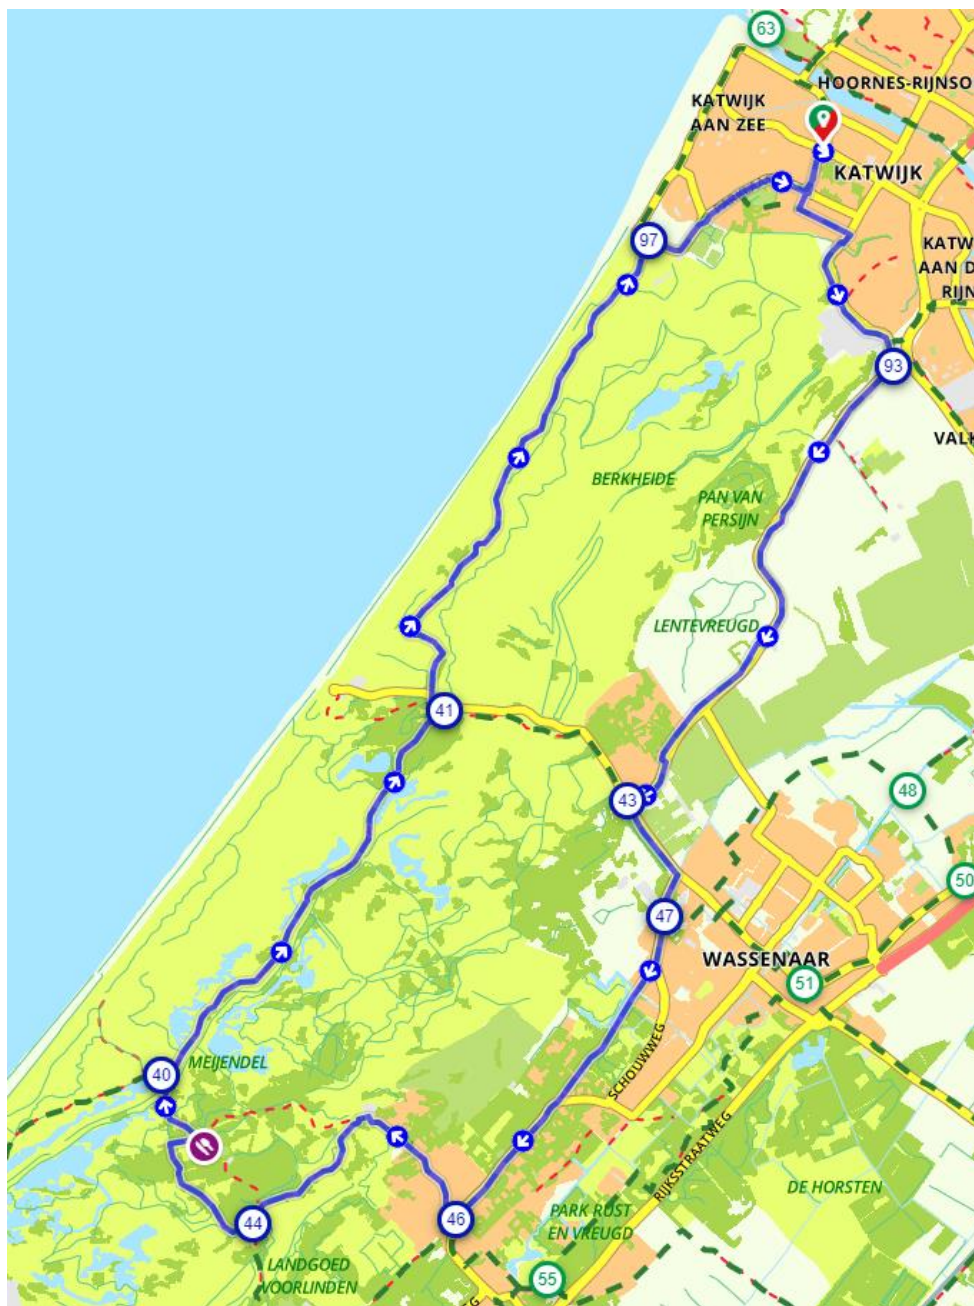 63
HOORNES-RIJNSO
KATWIJK
AAN ZEE
KATWIJK
97
KATW
AAN D
RIJN
93
VALK
BERKHEIDE
PAN VAN
PERSIJN
LENTEVREUGD
41
43
48
50
47
WASSENAAR
51
SCHOUWWEG
MEIJENDEL
40
RIJKSSTRAATWEG
DE HORSTEN
44
46
PARK RUST
EN VREUGD
LANDGOED
VOORLINDEN
55